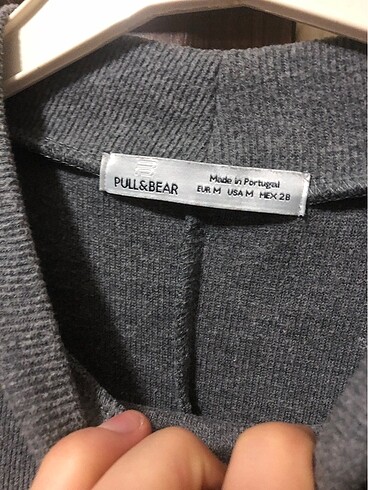 PULL&BEAR
Made in Portugal
EUR M USA M MEX 28